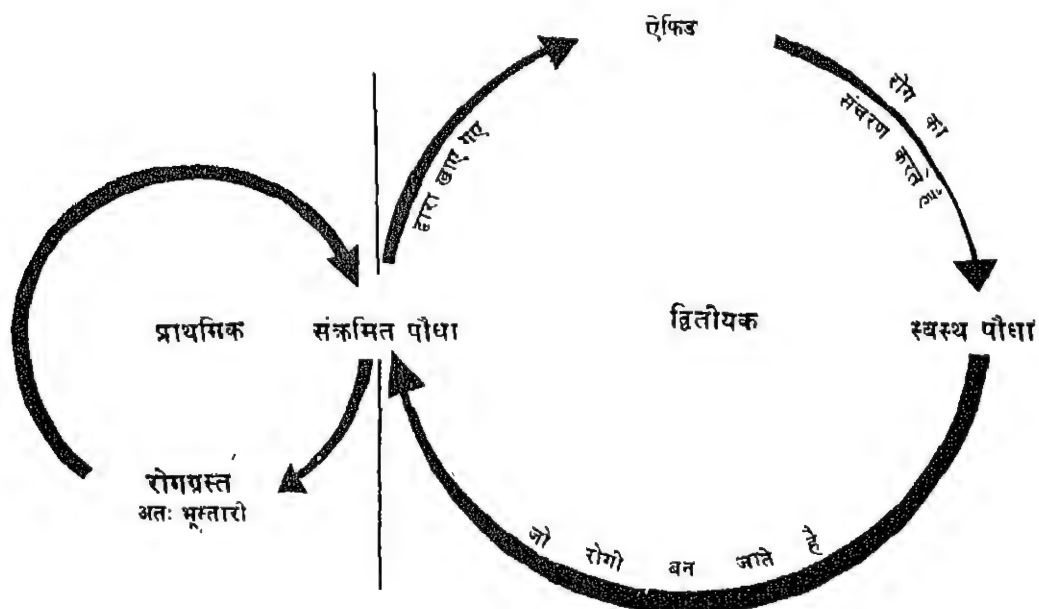 ऐफिड
द्वारा खाए गए
रोग का
संचरण करते हैं
प्राथमिक
संक्रमित पौधा
द्वितीयक
स्वस्थ पौधा
रोगग्रस्त
अतः भूस्तारी
जो रोगी बन जाते है